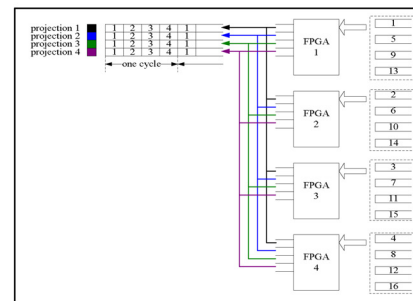 projection 1 1 2 3 4 1
projection 2 1 2 3 4 1
projection 3 1 2 3 4 1
projection 4 1 2 3 4 1
one cycle
FPGA
1
1
5
9
13
FPGA
2
2
6
10
14
FPGA
3
3
7
11
15
FPGA
4
4
8
12
16